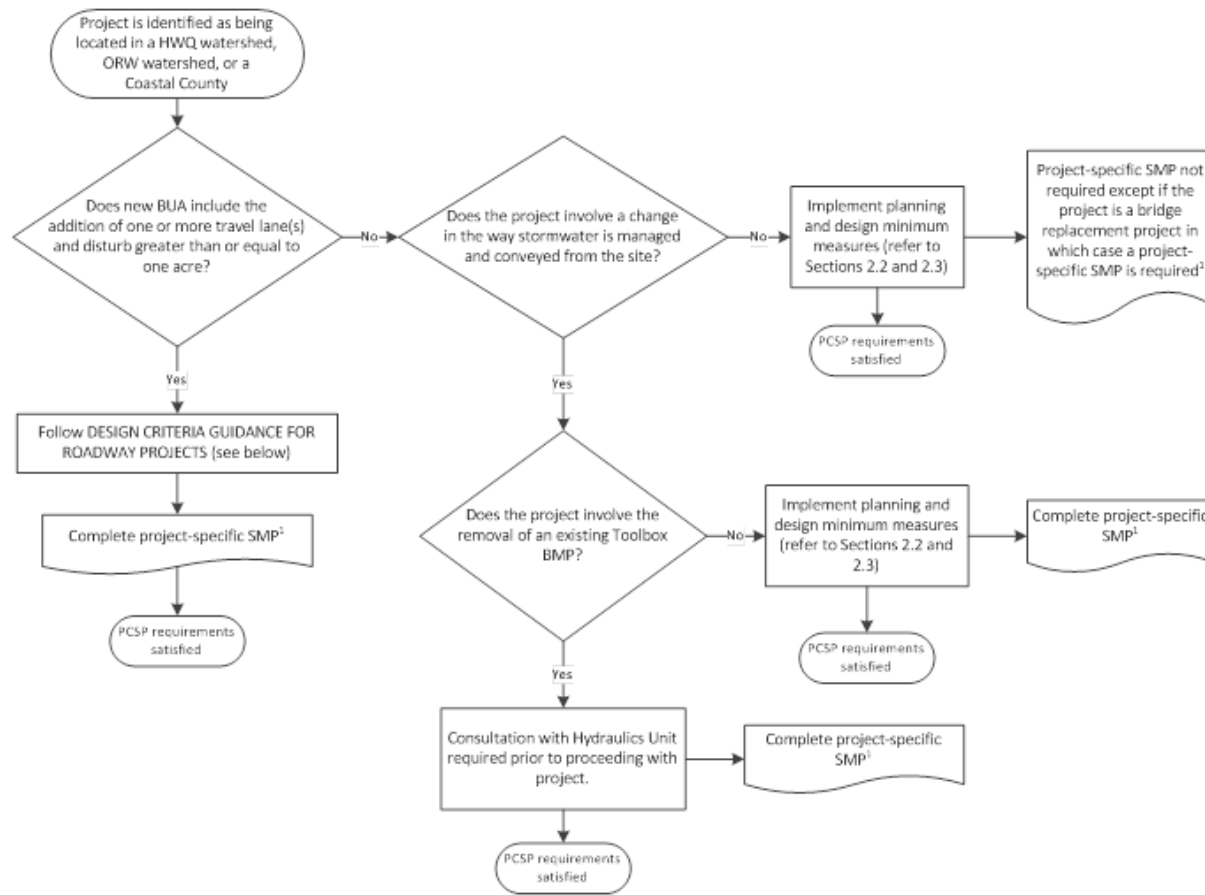 Project is identified as being
located in a HWQ watershed,
ORW watershed, or a
Coastal County
Does new BUA include the
addition of one or more travel lane(s)
and disturb greater than or equal to
one acre?
No
Does the project involve a change
in the way stormwater is managed
and conveyed from the site?
No
Implement planning
and design minimum
measures (refer to
Sections 2.2 and 2.3)
Project-specific SMP not
required except if the
project is a bridge
replacement project in
which case a project-
specific SMP is required¹
PCSP requirements
satisfied
Yes
Follow DESIGN CRITERIA GUIDANCE FOR
ROADWAY PROJECTS (see below)
Complete project-specific SMP¹
PCSP requirements
satisfied
Yes
Does the project involve the
removal of an existing Toolbox
BMP?
No
Implement planning and
design minimum measures
(refer to Sections 2.2 and
2.3)
Complete project-specific
SMP¹
PCSP requirements
satisfied
Yes
Consultation with Hydraulics Unit
required prior to proceeding with
project.
Complete project-specific
SMP¹
PCSP requirements
satisfied